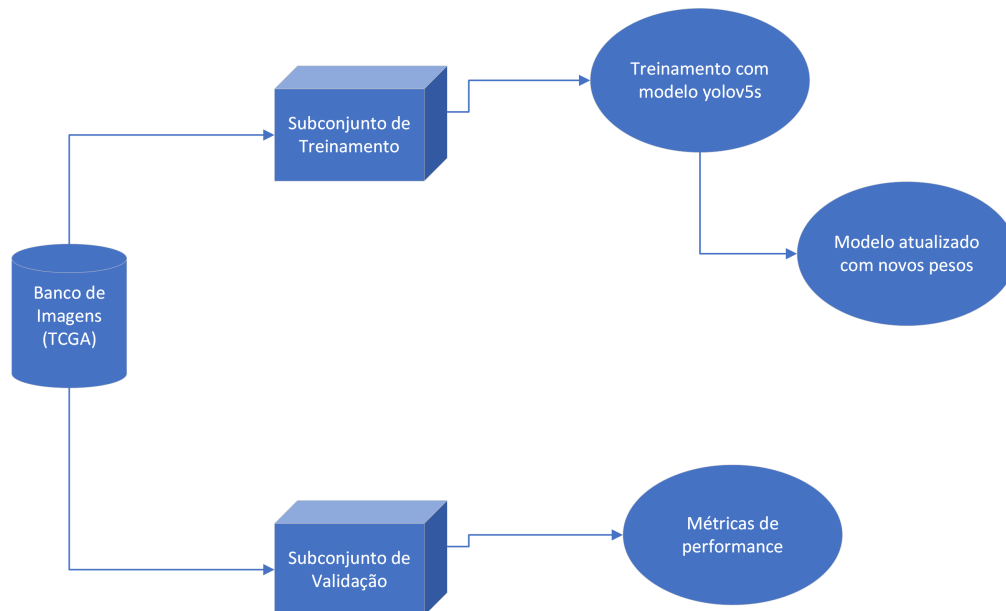 Treinamento com
modelo yolov5s
Subconjunto de
Treinamento
Modelo atualizado
com novos pesos
Banco de
Imagens
(TCGA)
Métricas de
performance
Subconjunto de
Validação